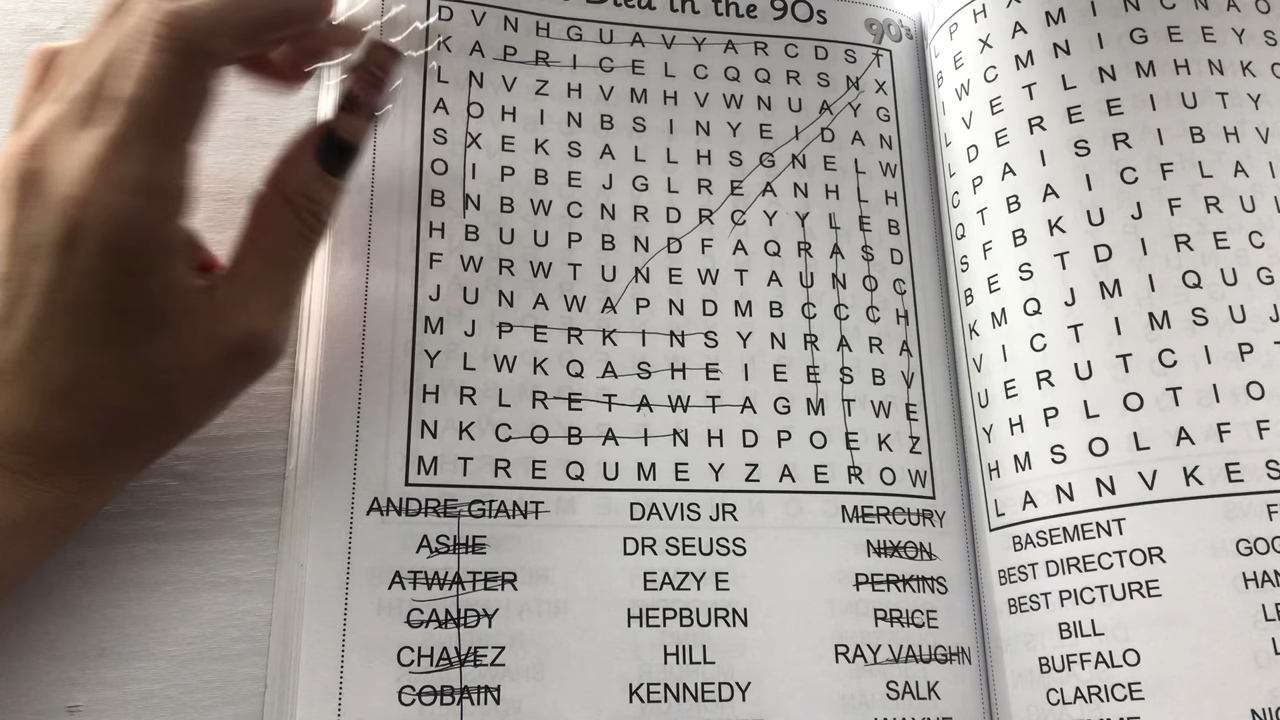 Died in the 90s
90's
D V N H G U A V Y A R C D S T
K A P R I C E L C Q Q R S N X
L N V Z H V M H V W N U A Y G
A O H I N B S I N Y E I D A N
S X E K S A L L H S G N E L W
O I P B E J G L R E A N H L H
B N B W C N R D R C Y Y L E B
H B U U P B N D F A Q R A S D
F W R W T U N E W T A U N O C
J U N A W A P N D M B C C C H
M J P E R K I N S Y N R A R A
Y L W K Q A S H E I E E S B V
H R L R E T A W T A G M T W E
N K C O B A I N H D P O E K Z
M T R E Q U M E Y Z A E R O W
ANDRE GIANT
ASHE
ATWATER
CANDY
CHAVEZ
COBAIN
DAVIS JR
DR SEUSS
EAZY E
HEPBURN
HILL
KENNEDY
MERCURY
NIXON
PERKINS
PRICE
RAY VAUGHN
SALK
L P H
B E X A M I N C N A O
I W C M N I G E E Y S
L V E T L N M H N K C
L D E R E E I U T Y
C P A I S R I B H V
Q T B A I C F L A I
S F B K U J F R U I
B E S T D I R E C
K M Q J M I Q U G
V I C T I M S U J
U E R U T C I P T
Y H P L O T I O
H M S O L A F F
L A N N V K E S
BASEMENT
BEST DIRECTOR
BEST PICTURE
BILL
BUFFALO
CLARICE